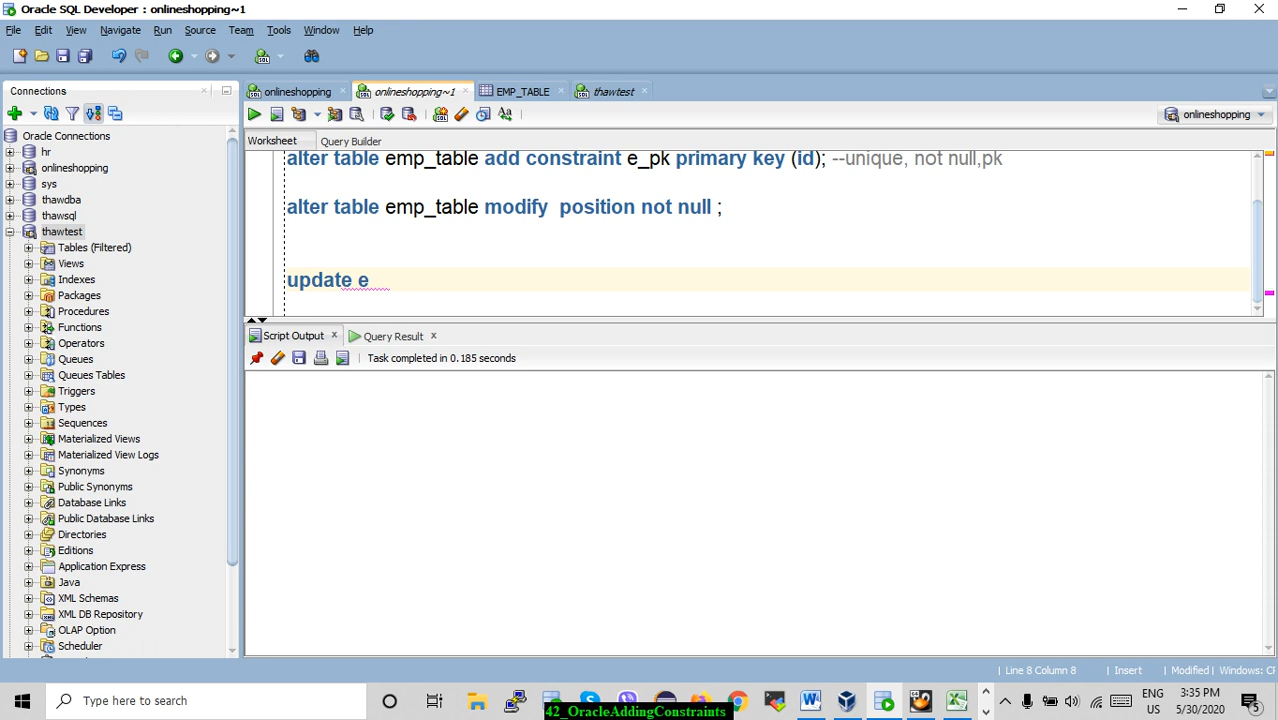 Oracle SQL Developer : onlineshopping~1
File Edit View Navigate Run Source Team Tools Window Help
Connections
onlineshopping
onlineshopping~1
EMP_TABLE
thawtest
onlineshopping
Worksheet Query Builder
Oracle Connections
hr
onlineshopping
sys
thawdba
thawsql
thawtest
Tables (Filtered)
Views
Indexes
Packages
Procedures
Functions
Operators
Queues
Queues Tables
Triggers
Types
Sequences
Materialized Views
Materialized View Logs
Synonyms
Public Synonyms
Database Links
Public Database Links
Directories
Editions
Application Express
Java
XML Schemas
XML DB Repository
OLAP Option
Scheduler
alter table emp_table add constraint e_pk primary key (id); --unique, not null,pk
alter table emp_table modify position not null ;
update e
Script Output Query Result
Task completed in 0.185 seconds
Line 8 Column 8 Insert Modified Windows: CF
Type here to search
42_OracleAddingConstraints
ENG
US
3:35 PM
5/30/2020
5